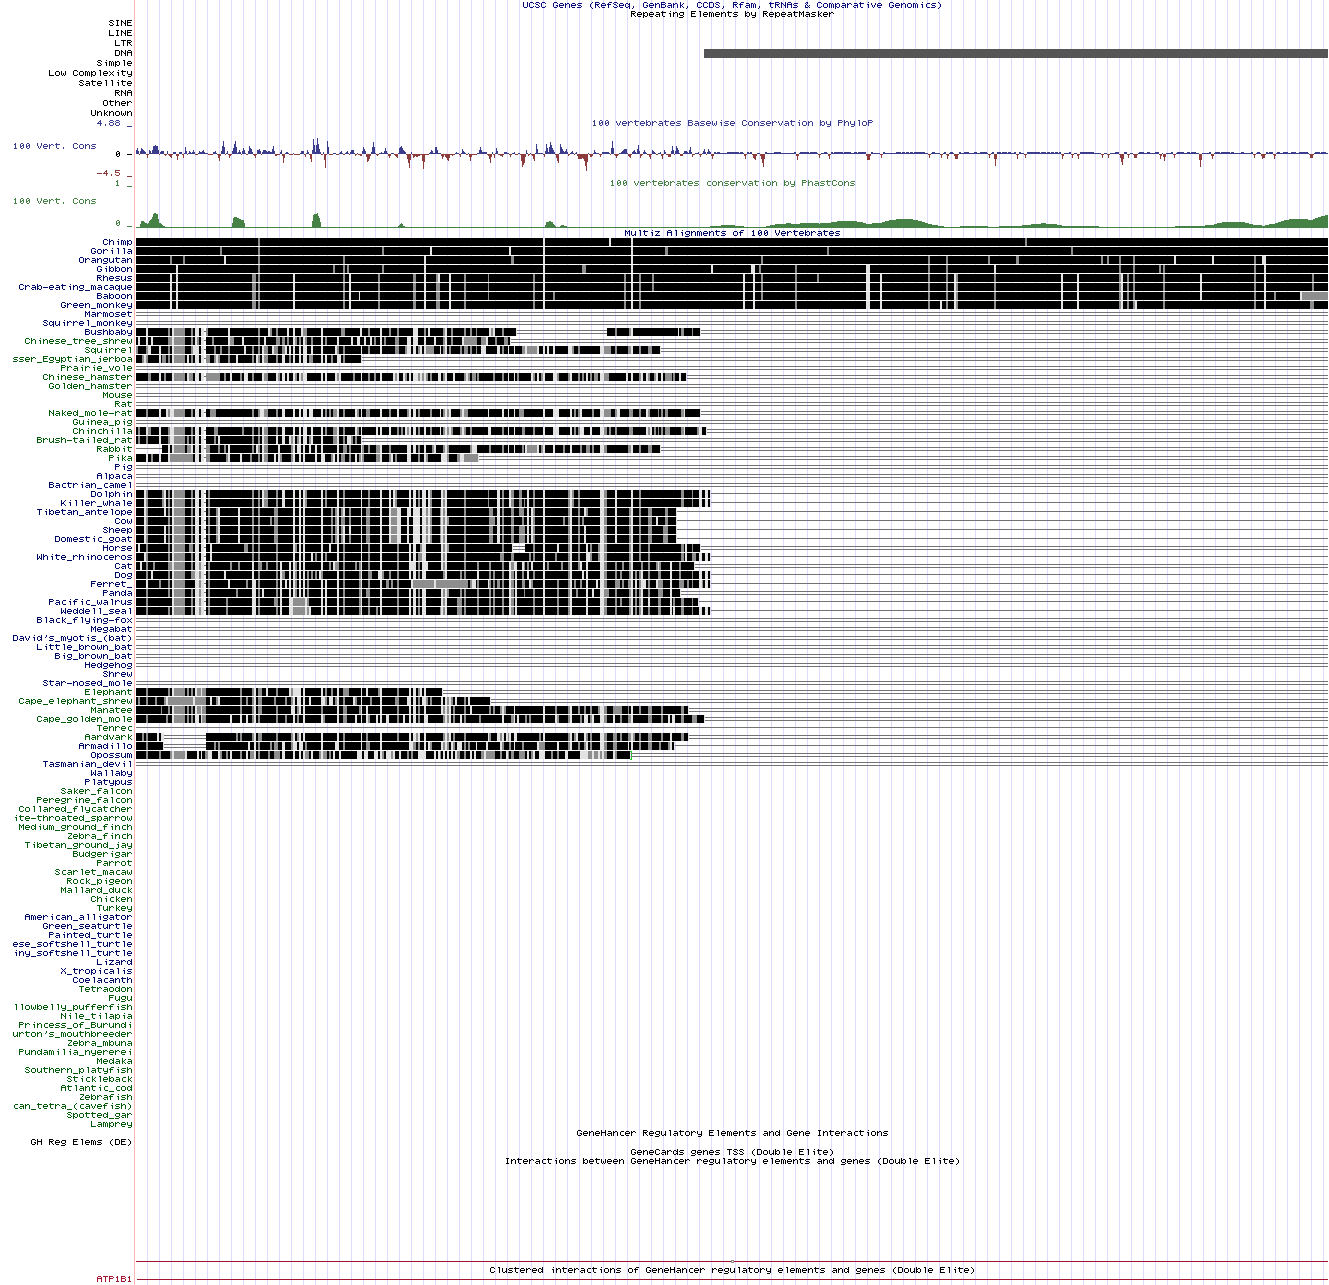 UCSC Genes (RefSeq, GenBank, CCDS, Rfam, tRNAs & Comparative Genomics)
Repeating Elements by RepeatMasker
SINE
LINE
LTR
DNA
Simple
Low Complexity
Satellite
RNA
Other
Unknown
4.88 _
100 vertebrates Basewise Conservation by PhyloP
100 Vert. Cons
0 _
-4.5 _
1 _
100 vertebrates conservation by PhastCons
100 Vert. Cons
0 _
Multiz Alignments of 100 Vertebrates
Chimp
Gorilla
Orangutan
Gibbon
Rhesus
Crab-eating_macaque
Baboon
Green_monkey
Marmoset
Squirrel_monkey
Bushbaby
Chinese_tree_shrew
Squirrel
sser_Egyptian_jerboa
Prairie_vole
Chinese_hamster
Golden_hamster
Mouse
Rat
Naked_mole-rat
Guinea_pig
Chinchilla
Brush-tailed_rat
Rabbit
Pika
Pig
Alpaca
Bactrian_camel
Dolphin
Killer_whale
Tibetan_antelope
Cow
Sheep
Domestic_goat
Horse
White_rhinoceros
Cat
Dog
Ferret_
Panda
Pacific_walrus
Weddell_seal
Black_flying-fox
Megabat
David's_myotis_(bat)
Little_brown_bat
Big_brown_bat
Hedgehog
Shrew
Star-nosed_mole
Elephant
Cape_elephant_shrew
Manatee
Cape_golden_mole
Tenrec
Aardvark
Armadillo
Opossum
Tasmanian_devil
Wallaby
Platypus
Saker_falcon
Peregrine_falcon
Collared_flycatcher
ite-throated_sparrow
Medium_ground_finch
Zebra_finch
Tibetan_ground_jay
Budgerigar
Parrot
Scarlet_macaw
Rock_pigeon
Mallard_duck
Chicken
Turkey
American_alligator
Green_seaturtle
Painted_turtle
ese_softshell_turtle
iny_softshell_turtle
Lizard
X_tropicalis
Coelacanth
Tetraodon
Fugu
llowbelly_pufferfish
Nile_tilapia
Princess_of_Burundi
urton's_mouthbreeder
Zebra_mbuna
Pundamilia_nyererei
Medaka
Southern_platyfish
Stickleback
Atlantic_cod
Zebrafish
can_tetra_(cavefish)
Spotted_gar
Lamprey
GeneHancer Regulatory Elements and Gene Interactions
GH Reg Elems (DE)
GeneCards genes TSS (Double Elite)
Interactions between GeneHancer regulatory elements and genes (Double Elite)
Clustered interactions of GeneHancer regulatory elements and genes (Double Elite)
ATP1B1